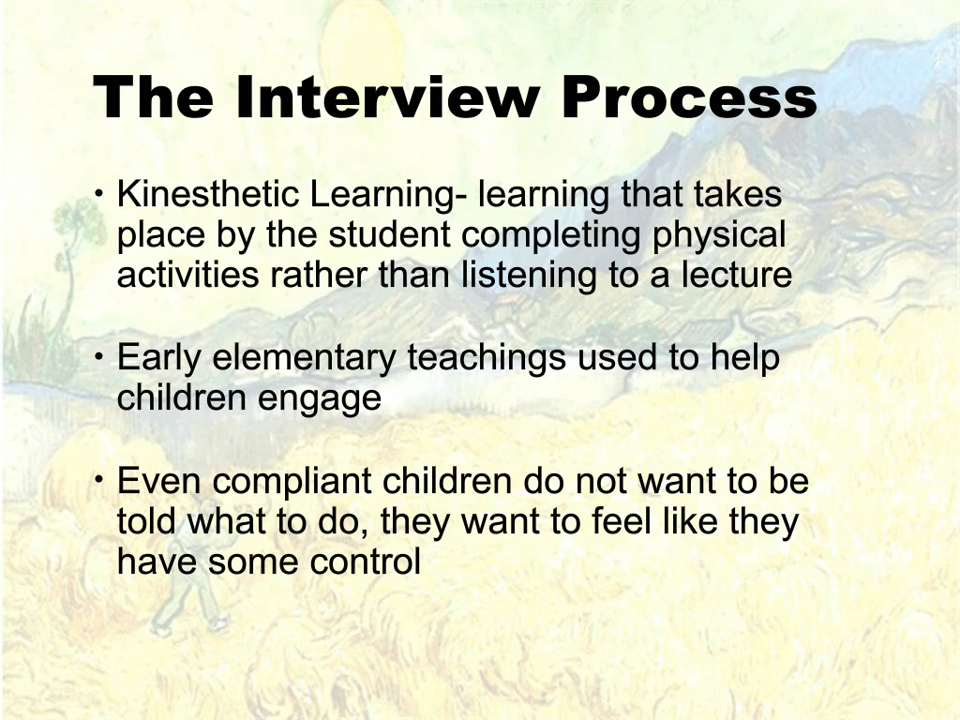 The Interview Process
• Kinesthetic Learning- learning that takes
place by the student completing physical
activities rather than listening to a lecture
• Early elementary teachings used to help
children engage
• Even compliant children do not want to be
told what to do, they want to feel like they
have some control